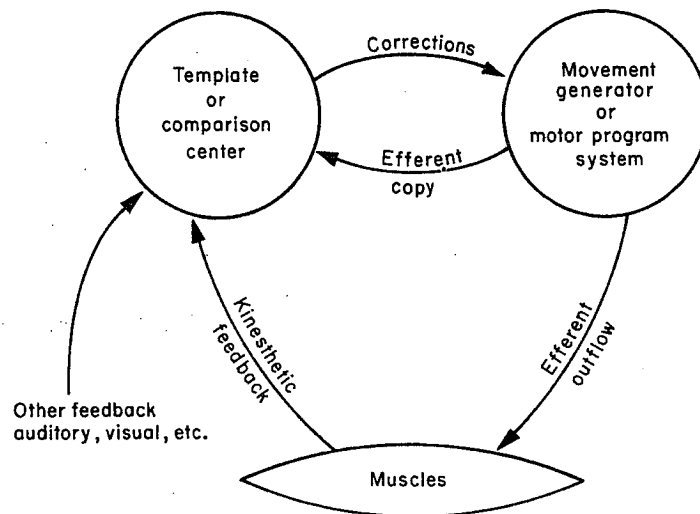 Template
or
comparison
center
Corrections
Movement
generator
or
motor program
system
Efferent
copy
Kinesthetic
feedback
Efferent
outflow
Other feedback
auditory, visual, etc.
Muscles